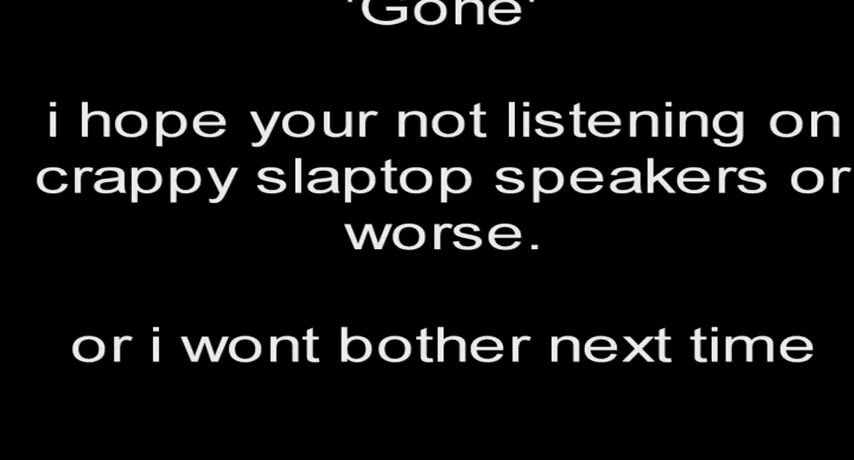 'Gone'
i hope your not listening on
crappy slaptop speakers or
worse.
or i wont bother next time